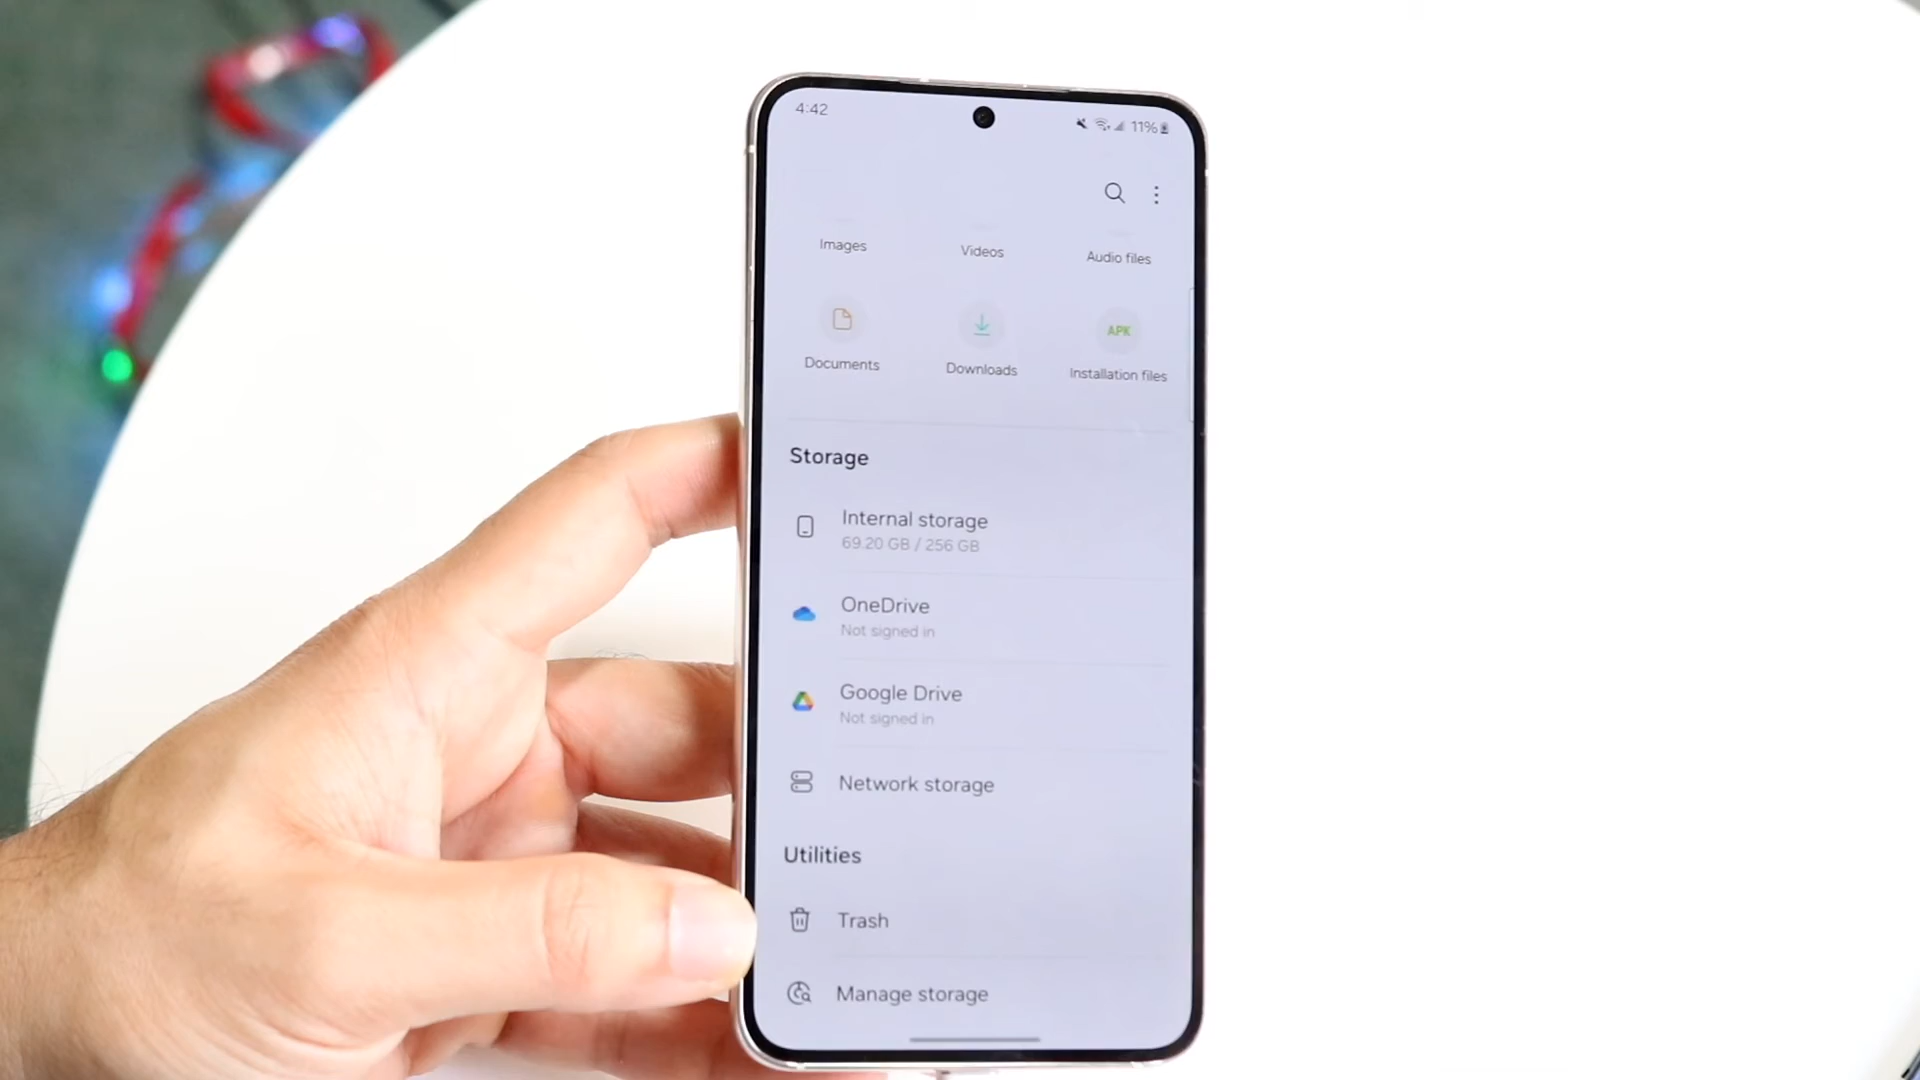 4:42
11%
Images
Videos
Audio files
APK
Documents
Downloads
Installation files
Storage
Internal storage
69.20 GB / 256 GB
OneDrive
Not signed in
Google Drive
Not signed in
Network storage
Utilities
Trash
Manage storage